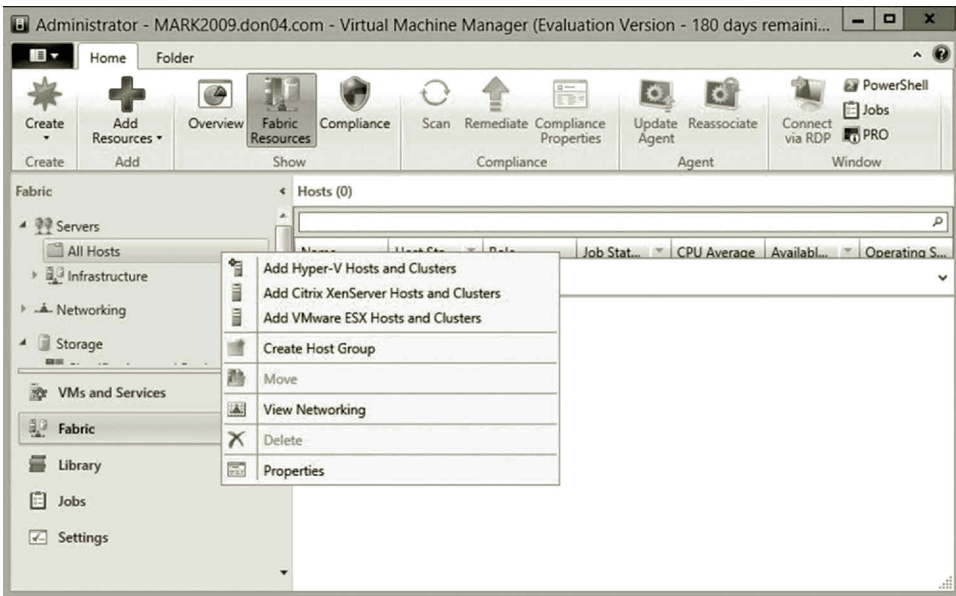 Administrator - MARK2009.don04.com - Virtual Machine Manager (Evaluation Version - 180 days remaini...
Home Folder
Create Add Resources Overview Fabric Resources Compliance Scan Remediate Compliance Properties Update Agent Reassociate Connect via RDP
PowerShell
Jobs
PRO
Create Add Show Compliance Agent Window
Fabric
Hosts (0)
Servers
All Hosts
Name Role Job Stat... CPU Average Availabl... Operating S...
Infrastructure
Networking
Storage
Add Hyper-V Hosts and Clusters
Add Citrix XenServer Hosts and Clusters
Add VMware ESX Hosts and Clusters
Create Host Group
Move
View Networking
Delete
Properties
VMs and Services
Fabric
Library
Jobs
Settings